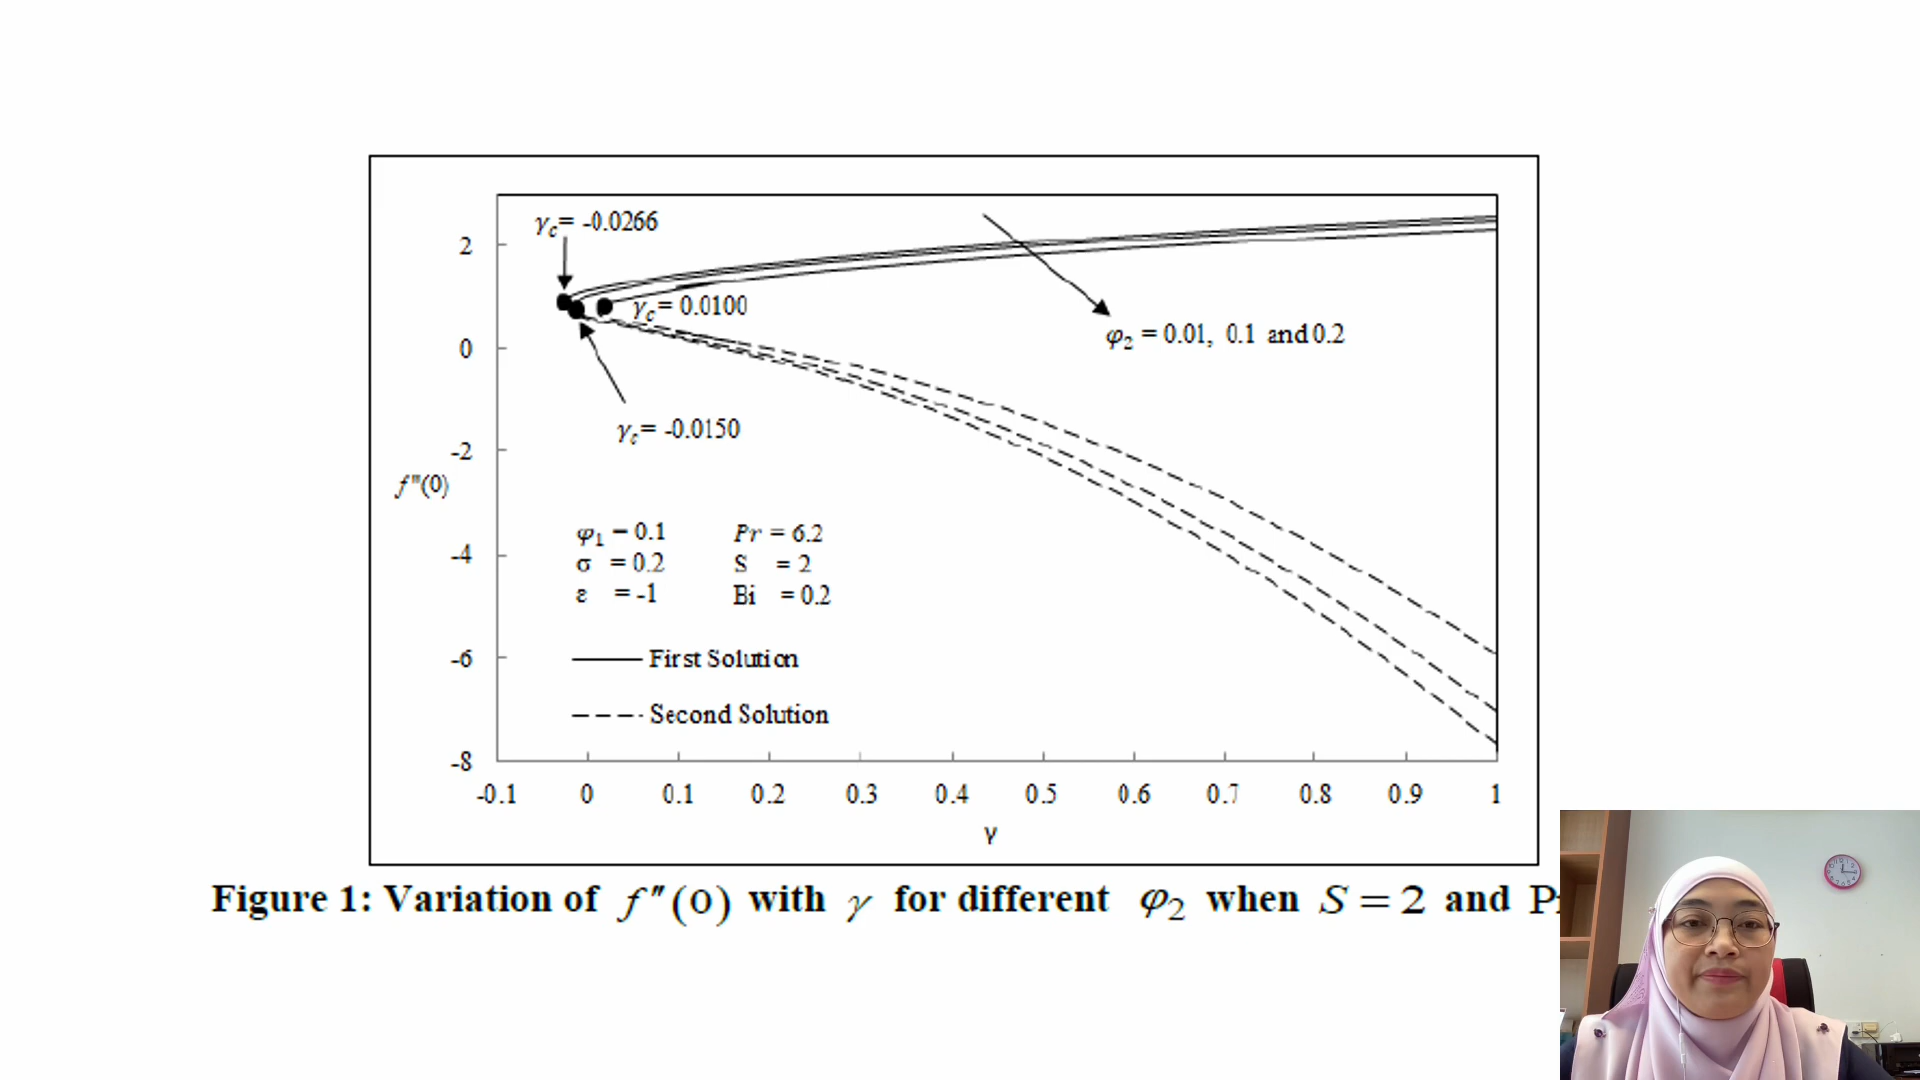 γc= -0.0266
2
γc= 0.0100
φ2 = 0.01, 0.1 and 0.2
0
γc= -0.0150
-2
f"(0)
φ1 = 0.1 Pr = 6.2
σ = 0.2 S = 2
-4
ε = -1 Bi = 0.2
-6
First Solution
Second Solution
-8
-0.1 0 0.1 0.2 0.3 0.4 0.5 0.6 0.7 0.8 0.9 1
γ
Figure 1: Variation of f″(0) with γ for different φ2 when S = 2 and